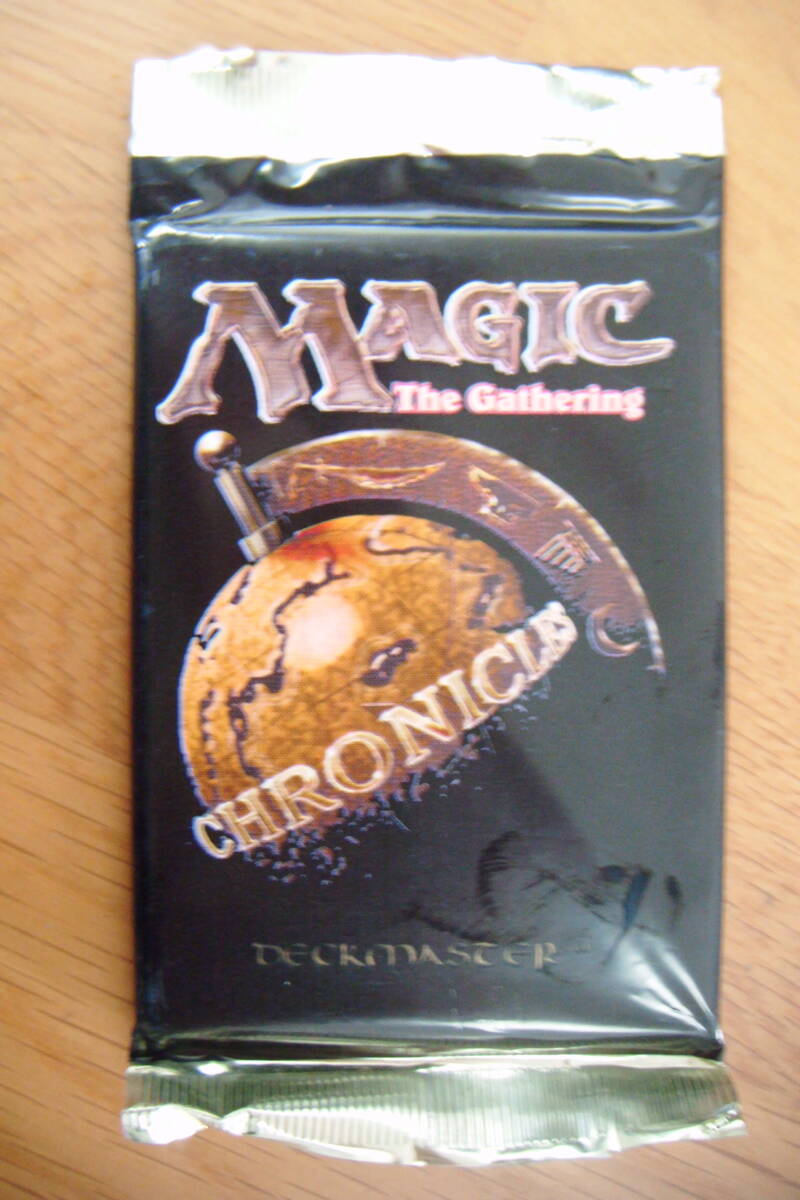 MAGIC
The Gathering
CHRONICLES
DECKMASTER